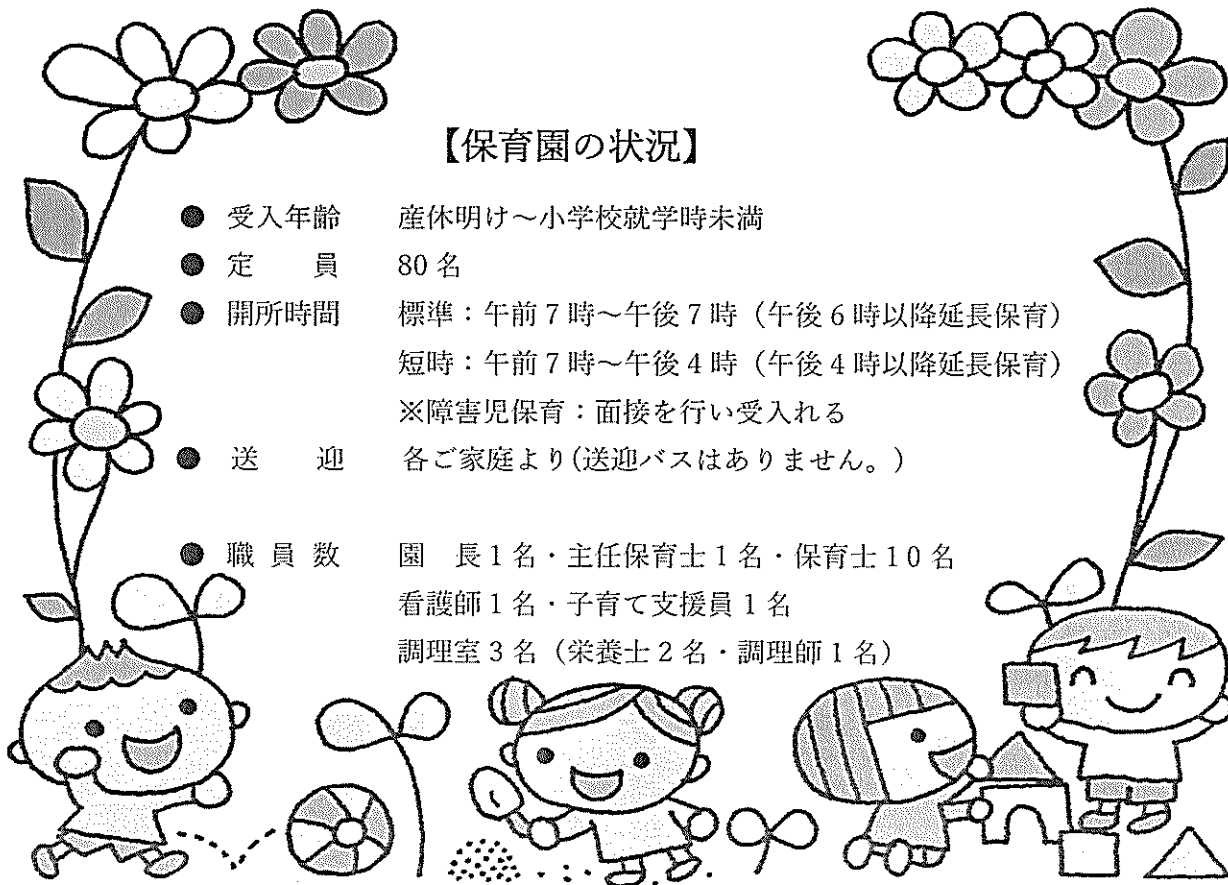 【保育園の状況】
● 受入年齢 産休明け～小学校就学時未満
● 定 員 80名
● 開所時間 標準：午前7時～午後7時（午後6時以降延長保育）
短時：午前7時～午後4時（午後4時以降延長保育）
※障害児保育：面接を行い受入れる
● 送 迎 各ご家庭より(送迎バスはありません。)
● 職 員 数 園 長1名・主任保育士1名・保育士10名
看護師1名・子育て支援員1名
調理室3名（栄養士2名・調理師1名）